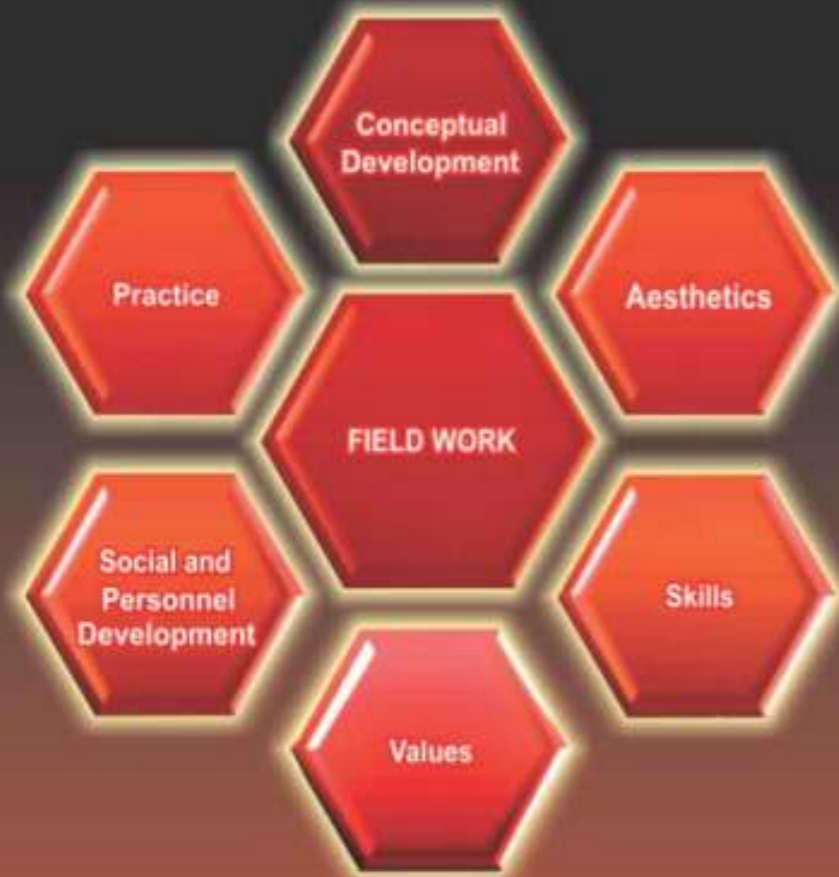 Conceptual
Development
Practice
Aesthetics
FIELD WORK
Social and
Personnel
Development
Skills
Values